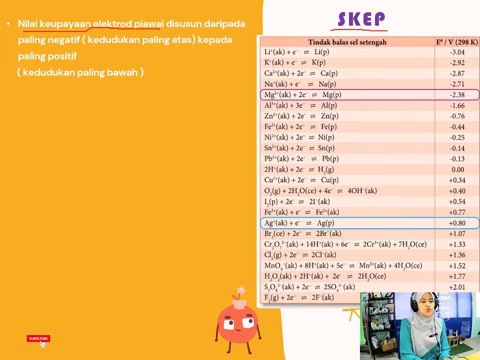 • Nilai keupayaan elektrod piawai disusun daripada
paling negatif ( kedudukan paling atas) kepada
paling positif
( kedudukan paling bawah )
SKEP
Tindak balas sel setengah E⁰ / V (298 K)
Li⁺(ak) + e⁻ ⇌ Li(p) -3.04
K⁺(ak) + e⁻ ⇌ K(p) -2.92
Ca²⁺(ak) + 2e⁻ ⇌ Ca(p) -2.87
Na⁺(ak) + e⁻ ⇌ Na(p) -2.71
Mg²⁺(ak) + 2e⁻ ⇌ Mg(p) -2.38
Al³⁺(ak) + 3e⁻ ⇌ Al(p) -1.66
Zn²⁺(ak) + 2e⁻ ⇌ Zn(p) -0.76
Fe²⁺(ak) + 2e⁻ ⇌ Fe(p) -0.44
Ni²⁺(ak) + 2e⁻ ⇌ Ni(p) -0.25
Sn²⁺(ak) + 2e⁻ ⇌ Sn(p) -0.14
Pb²⁺(ak) + 2e⁻ ⇌ Pb(p) -0.13
2H⁺(ak) + 2e⁻ ⇌ H₂(g) 0.00
Cu²⁺(ak) + 2e⁻ ⇌ Cu(p) +0.34
O₂(g) + 2H₂O(ce) + 4e⁻ ⇌ 4OH⁻(ak) +0.40
I₂(p) + 2e⁻ ⇌ 2I⁻(ak) +0.54
Fe³⁺(ak) + e⁻ ⇌ Fe²⁺(ak) +0.77
Ag⁺(ak) + e⁻ ⇌ Ag(p) +0.80
Br₂(ce) + 2e⁻ ⇌ 2Br⁻(ak) +1.07
Cr₂O₇²⁻(ak) + 14H⁺(ak) + 6e⁻ ⇌ 2Cr³⁺(ak) + 7H₂O(ce) +1.33
Cl₂(g) + 2e⁻ ⇌ 2Cl⁻(ak) +1.36
MnO₄⁻(ak) + 8H⁺(ak) + 5e⁻ ⇌ Mn²⁺(ak) + 4H₂O(ce) +1.52
H₂O₂(ak) + 2H⁺(ak) + 2e⁻ ⇌ 2H₂O(ce) +1.77
S₂O₈²⁻(ak) + 2e⁻ ⇌ 2SO₄²⁻(ak) +2.01
F₂(g) + 2e⁻ ⇌ 2F⁻(ak)
SUBSCRIBE